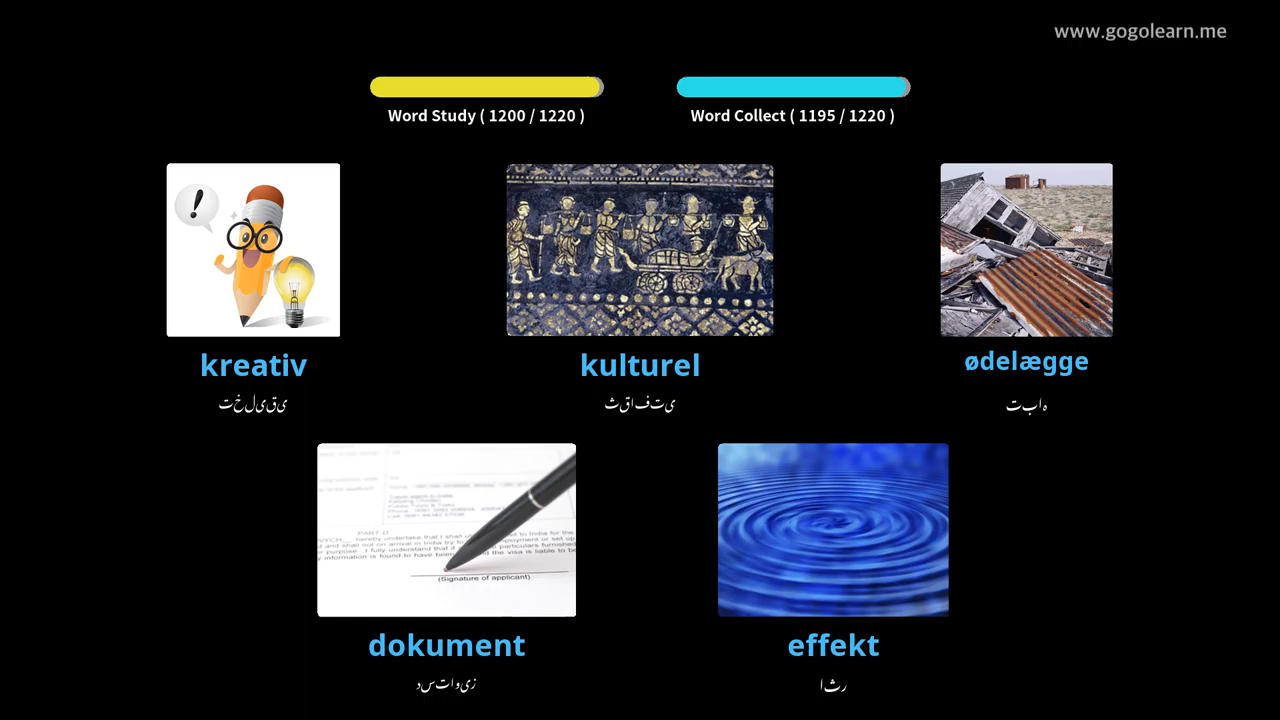 www.gogolearn.me
Word Study ( 1200 / 1220 )
Word Collect ( 1195 / 1220 )
kreativ
یقیلخت
kulturel
یتفاقث
ødelægge
ہابت
PART D
(Signature of applicant)
dokument
زیواتسد
effekt
رثا